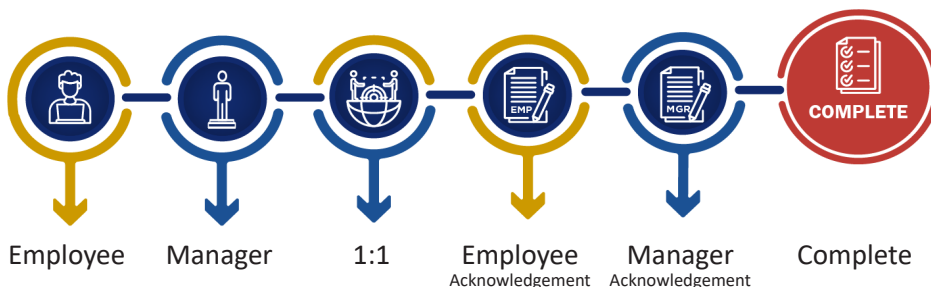 EMP
MGR
COMPLETE
Employee
Manager
1:1
Employee
Acknowledgement
Manager
Acknowledgement
Complete